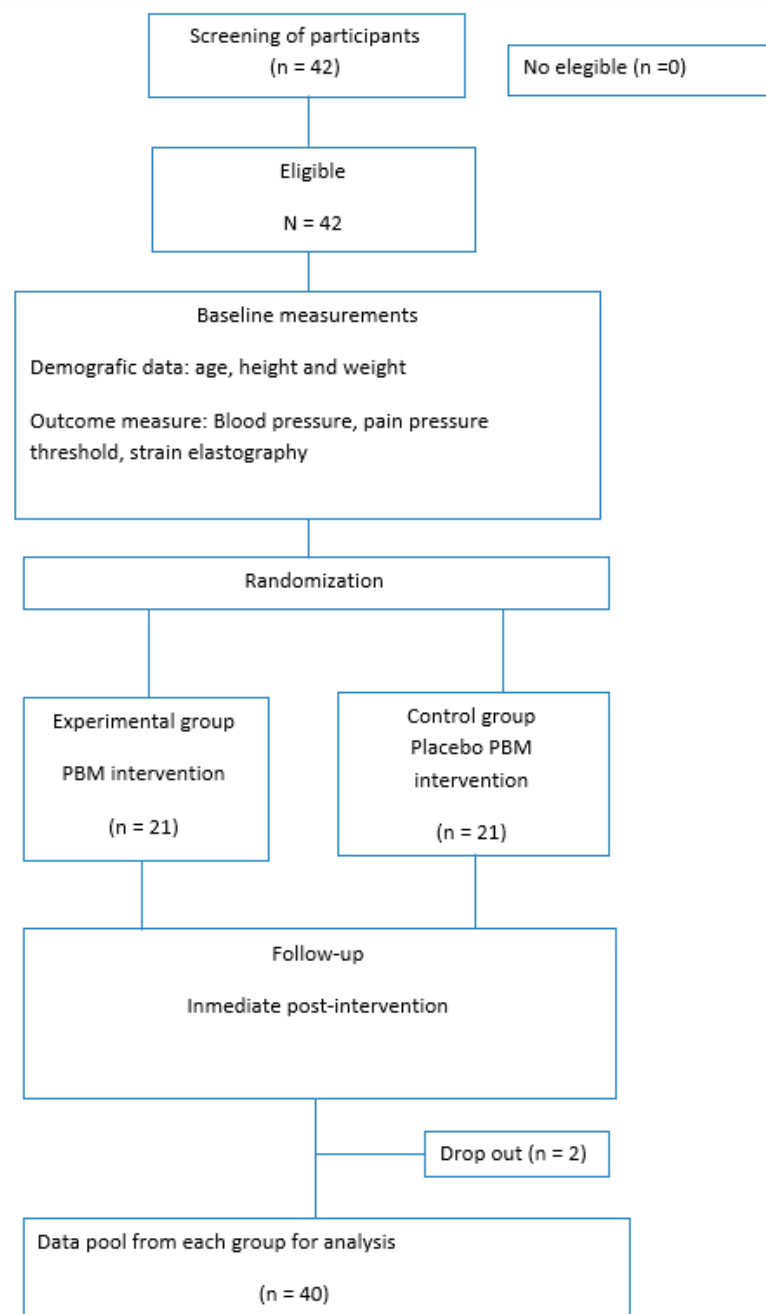 Screening of participants
(n = 42)
No elegible (n =0)
Eligible
N = 42
Baseline measurements
Demografic data: age, height and weight
Outcome measure: Blood pressure, pain pressure
threshold, strain elastography
Randomization
Experimental group
PBM intervention
(n = 21)
Control group
Placebo PBM
intervention
(n = 21)
Follow-up
Inmediate post-intervention
Drop out (n = 2)
Data pool from each group for analysis
(n = 40)